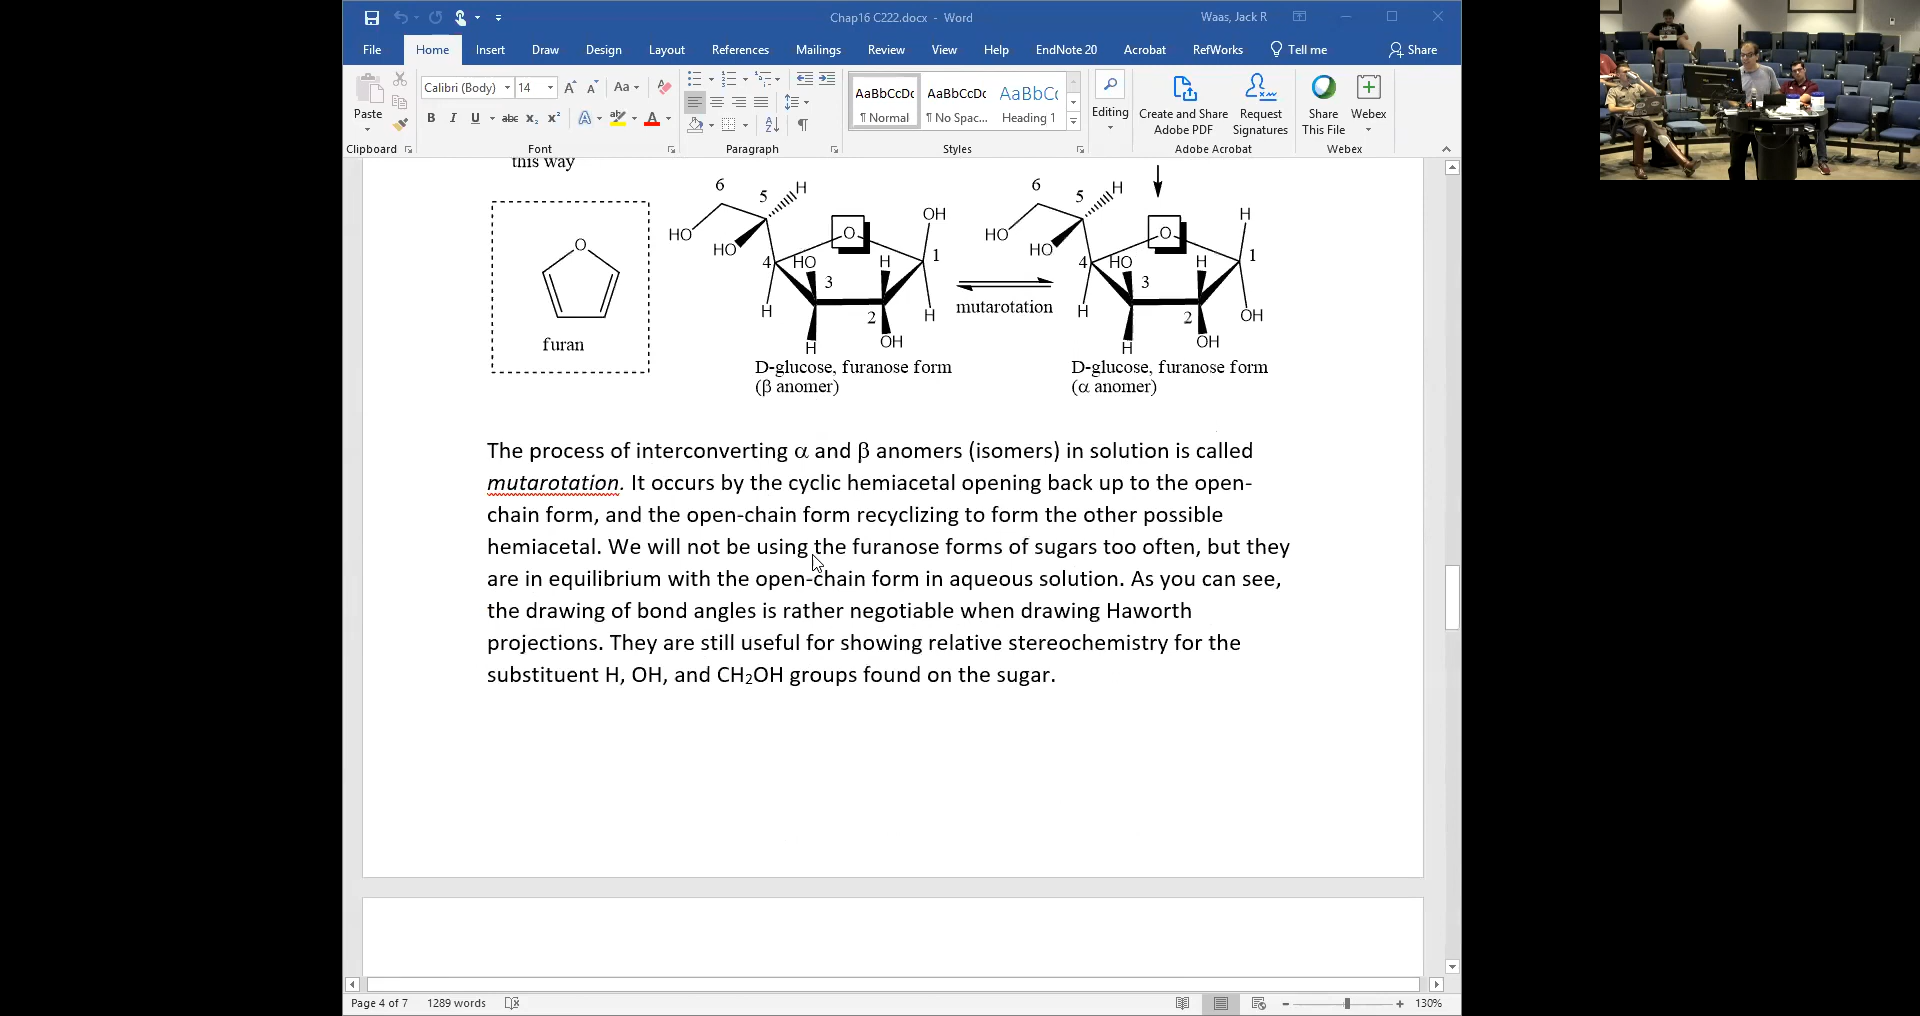 Chap16 C222.docx - Word
Waas, Jack R
File Home Insert Draw Design Layout References Mailings Review View Help EndNote 20 Acrobat RefWorks Tell me Share
Paste
Clipboard
Calibri (Body) 14
Font
Paragraph
AaBbCcDc AaBbCcDc AaBbCc
¶ Normal ¶ No Spac... Heading 1
Styles
Editing
Create and Share Adobe PDF
Request Signatures
Adobe Acrobat
Share This File
Webex
Webex
this way
O
furan
6 5 H
HO HO
O OH
4 HO H 1
3
H 2 H
H OH
D-glucose, furanose form
(β anomer)
mutarotation
6 5 H
HO HO
O H
4 HO H 1
3
H 2 OH
H OH
D-glucose, furanose form
(α anomer)
The process of interconverting α and β anomers (isomers) in solution is called
mutarotation. It occurs by the cyclic hemiacetal opening back up to the open-
chain form, and the open-chain form recyclizing to form the other possible
hemiacetal. We will not be using the furanose forms of sugars too often, but they
are in equilibrium with the open-chain form in aqueous solution. As you can see,
the drawing of bond angles is rather negotiable when drawing Haworth
projections. They are still useful for showing relative stereochemistry for the
substituent H, OH, and CH₂OH groups found on the sugar.
Page 4 of 7 1289 words 130%